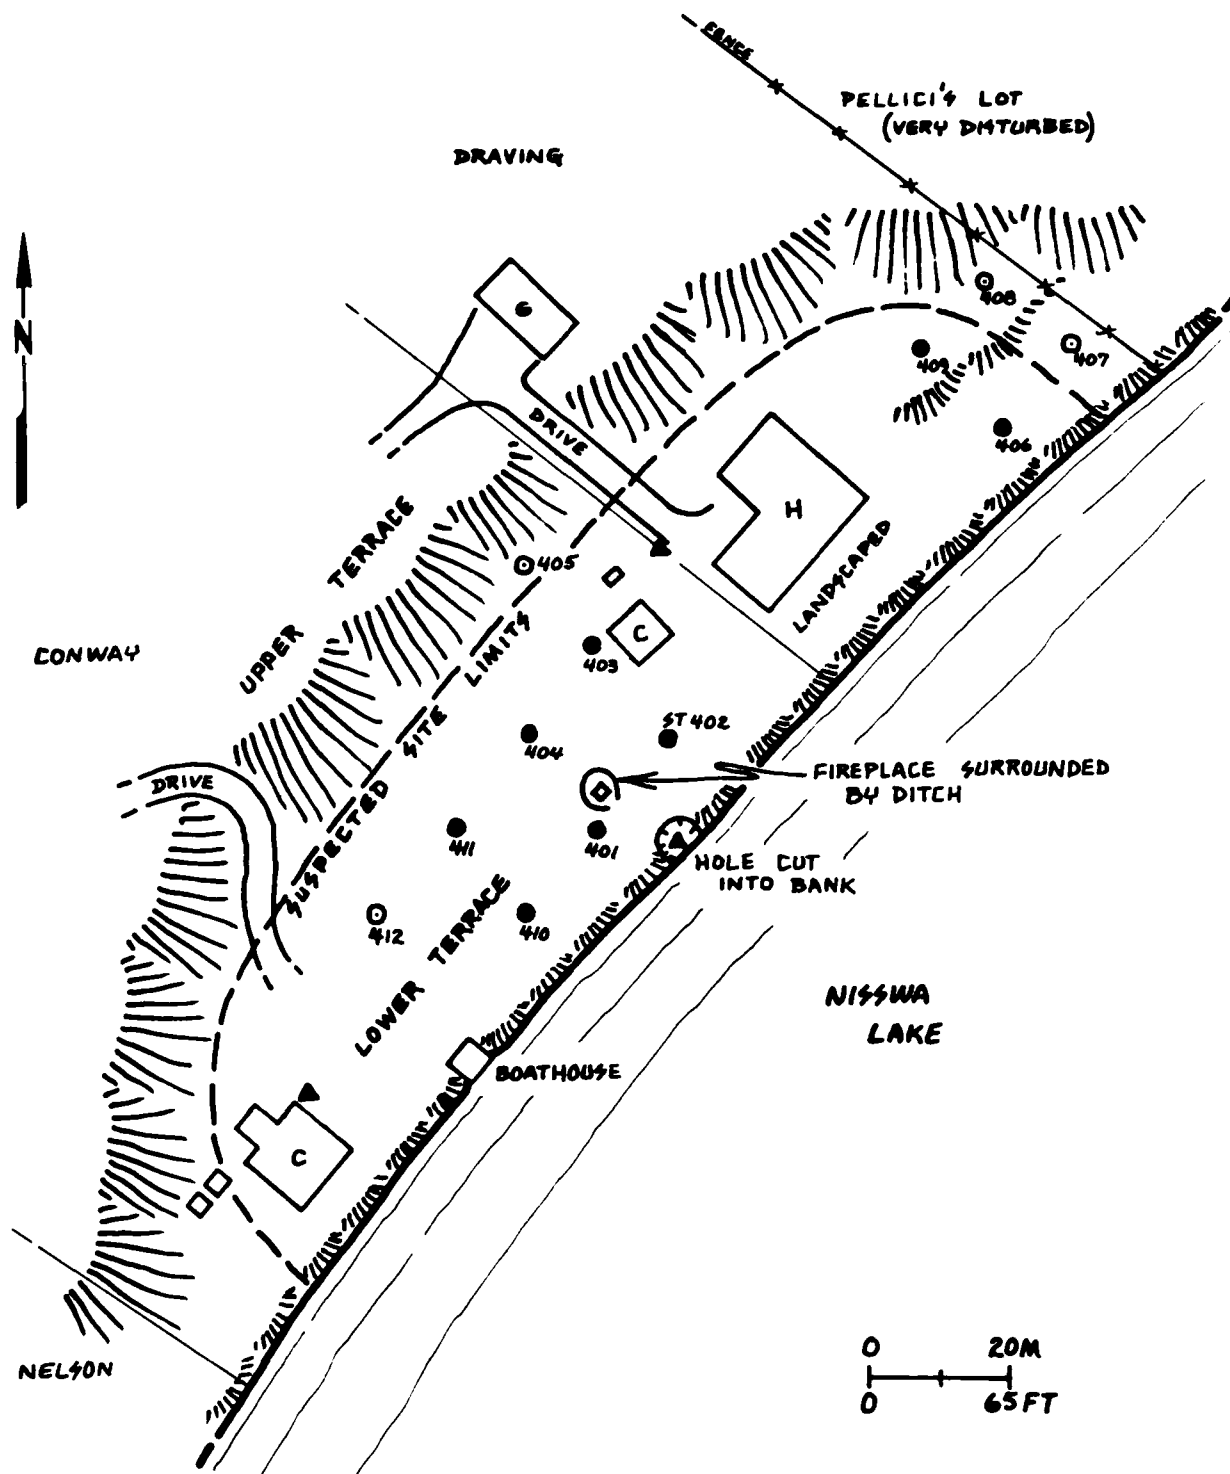 FENCE
PELLICI'S LOT
(VERY DISTURBED)
DRAVING
G
408
N
409
407
DRIVE
406
H
TERRACE
405
LANDSCAPED
UPPER
LIMITS
C
CONWAY
403
SITE
ST 402
404
DRIVE
FIREPLACE SURROUNDED
BY DITCH
SUSPECTED
411
401
HOLE CUT
INTO BANK
412
410
LOWER TERRACE
NISSWA
LAKE
BOATHOUSE
C
0 20M
NELSON
0 65 FT